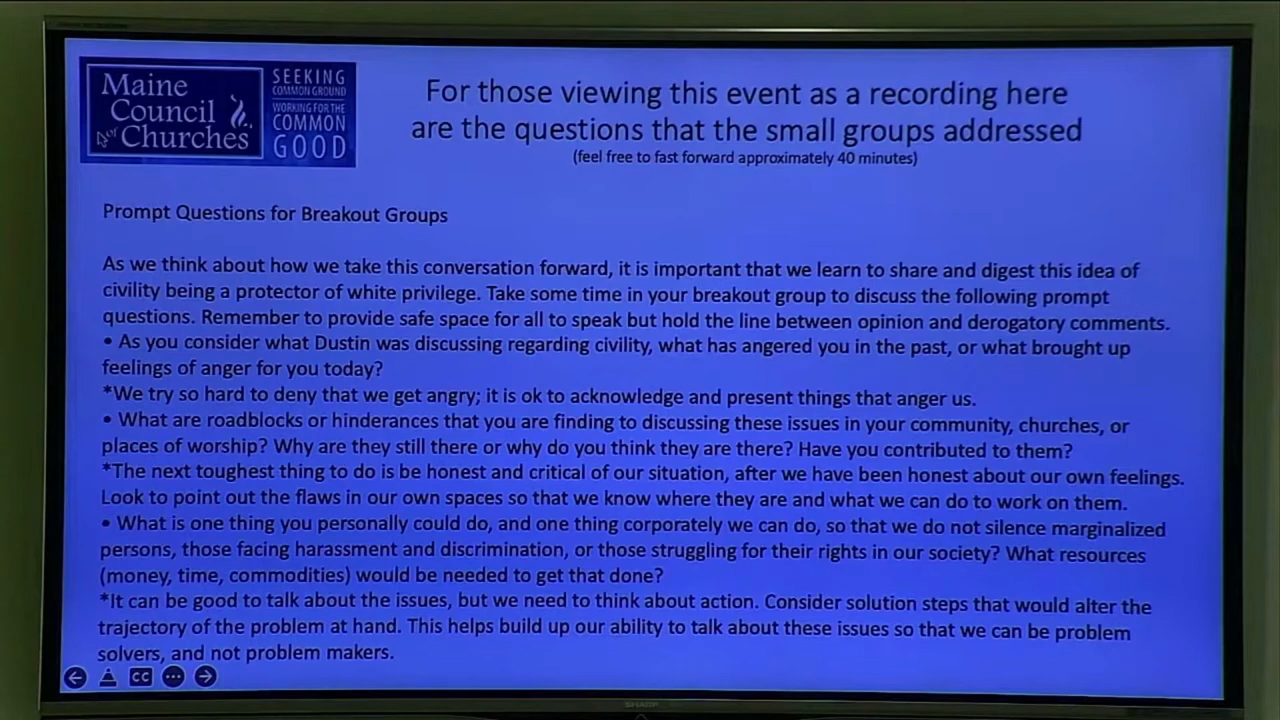 Maine
Council
of Churches
SEEKING
COMMON GROUND
WORKING FOR THE
COMMON
GOOD
For those viewing this event as a recording here
are the questions that the small groups addressed
(feel free to fast forward approximately 40 minutes)
Prompt Questions for Breakout Groups
As we think about how we take this conversation forward, it is important that we learn to share and digest this idea of
civility being a protector of white privilege. Take some time in your breakout group to discuss the following prompt
questions. Remember to provide safe space for all to speak but hold the line between opinion and derogatory comments.
• As you consider what Dustin was discussing regarding civility, what has angered you in the past, or what brought up
feelings of anger for you today?
*We try so hard to deny that we get angry; it is ok to acknowledge and present things that anger us.
• What are roadblocks or hinderances that you are finding to discussing these issues in your community, churches, or
places of worship? Why are they still there or why do you think they are there? Have you contributed to them?
*The next toughest thing to do is be honest and critical of our situation, after we have been honest about our own feelings.
Look to point out the flaws in our own spaces so that we know where they are and what we can do to work on them.
• What is one thing you personally could do, and one thing corporately we can do, so that we do not silence marginalized
persons, those facing harassment and discrimination, or those struggling for their rights in our society? What resources
(money, time, commodities) would be needed to get that done?
*It can be good to talk about the issues, but we need to think about action. Consider solution steps that would alter the
trajectory of the problem at hand. This helps build up our ability to talk about these issues so that we can be problem
solvers, and not problem makers.
CC
SHARP